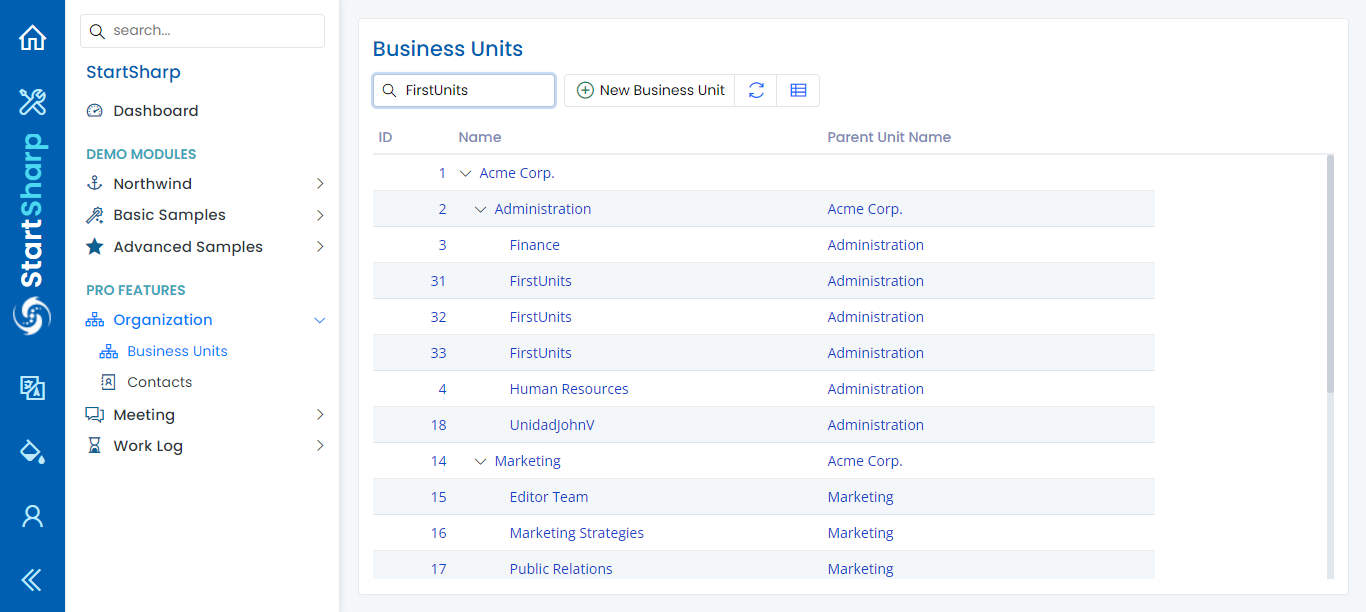 StartSharp
search...
StartSharp
Dashboard
DEMO MODULES
Northwind
Basic Samples
Advanced Samples
PRO FEATURES
Organization
Business Units
Contacts
Meeting
Work Log
Business Units
FirstUnits New Business Unit
ID Name Parent Unit Name
1 Acme Corp.
2 Administration Acme Corp.
3 Finance Administration
31 FirstUnits Administration
32 FirstUnits Administration
33 FirstUnits Administration
4 Human Resources Administration
18 UnidadJohnV Administration
14 Marketing Acme Corp.
15 Editor Team Marketing
16 Marketing Strategies Marketing
17 Public Relations Marketing